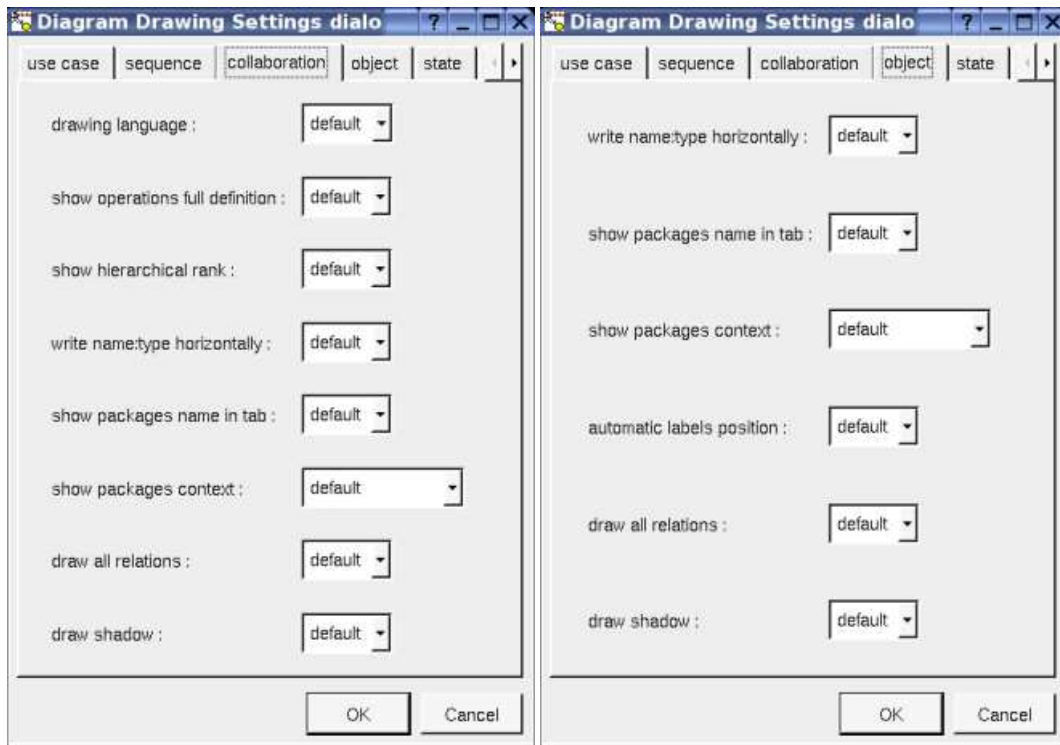 Diagram Drawing Settings dialo
use case sequence collaboration object state
drawing language : default
show operations full definition : default
show hierarchical rank : default
write name:type horizontally : default
show packages name in tab : default
show packages context : default
draw all relations : default
draw shadow : default
OK Cancel
Diagram Drawing Settings dialo
use case sequence collaboration object state
write name:type horizontally : default
show packages name in tab : default
show packages context : default
automatic labels position : default
draw all relations : default
draw shadow : default
OK Cancel